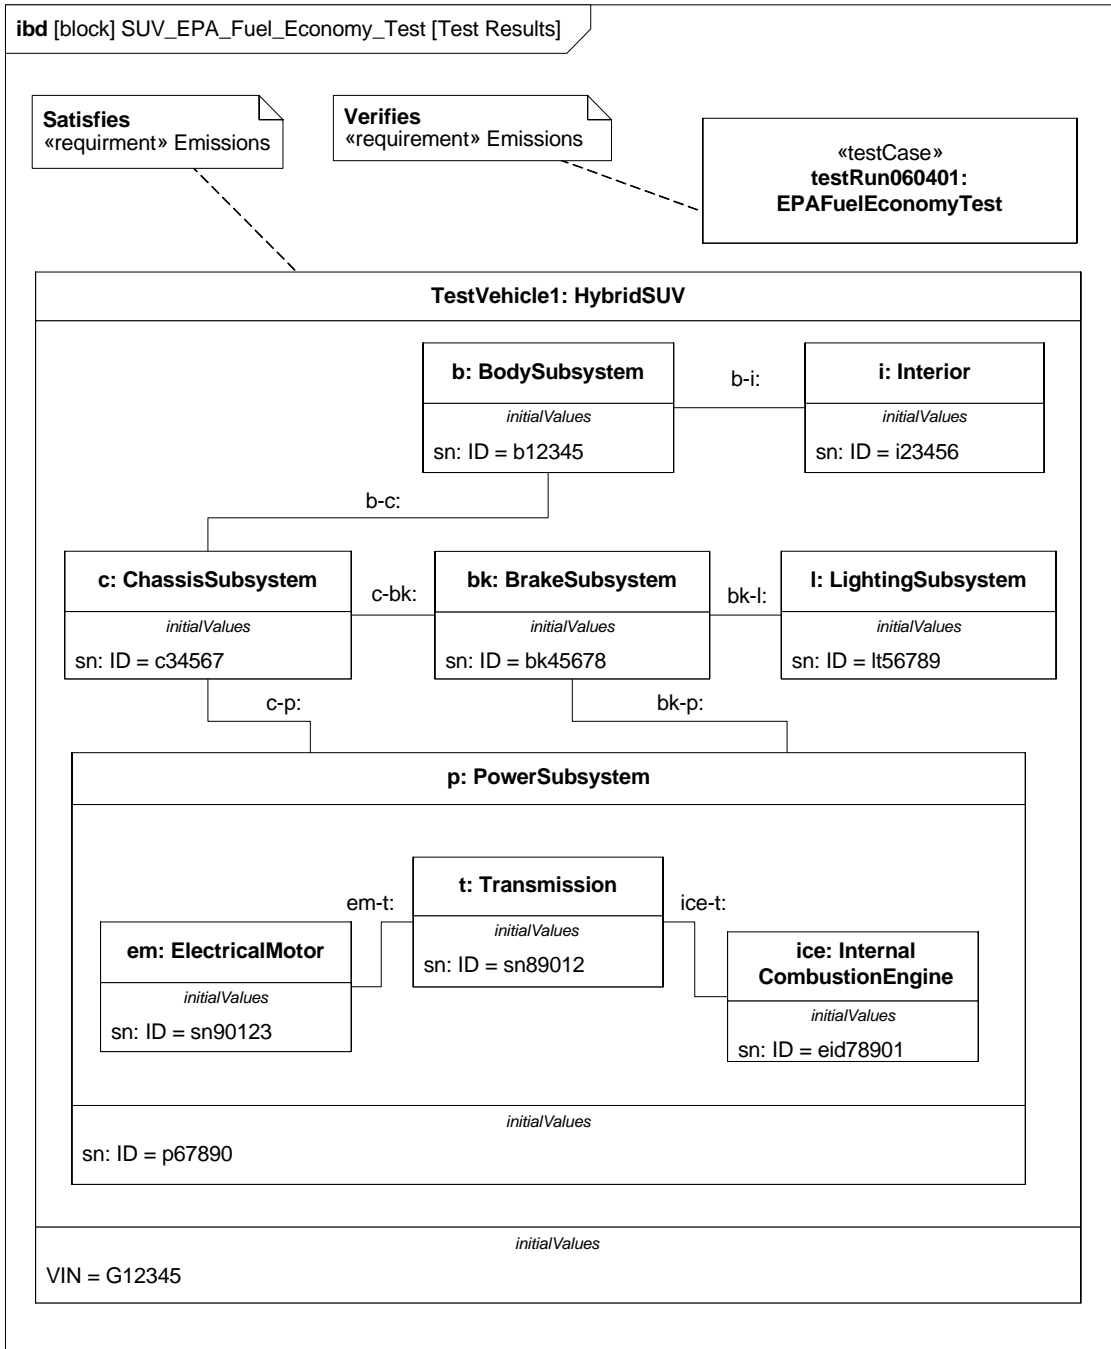 ibd [block] SUV_EPA_Fuel_Economy_Test [Test Results]
Satisfies
«requirment» Emissions
Verifies
«requirement» Emissions
«testCase»
testRun060401:
EPAFuelEconomyTest
TestVehicle1: HybridSUV
b: BodySubsystem
initialValues
sn: ID = b12345
b-i:
i: Interior
initialValues
sn: ID = i23456
b-c:
c: ChassisSubsystem
initialValues
sn: ID = c34567
c-bk:
bk: BrakeSubsystem
initialValues
sn: ID = bk45678
bk-l:
l: LightingSubsystem
initialValues
sn: ID = lt56789
c-p:
bk-p:
p: PowerSubsystem
t: Transmission
initialValues
sn: ID = sn89012
em-t:
ice-t:
em: ElectricalMotor
initialValues
sn: ID = sn90123
ice: Internal
CombustionEngine
initialValues
sn: ID = eid78901
initialValues
sn: ID = p67890
initialValues
VIN = G12345